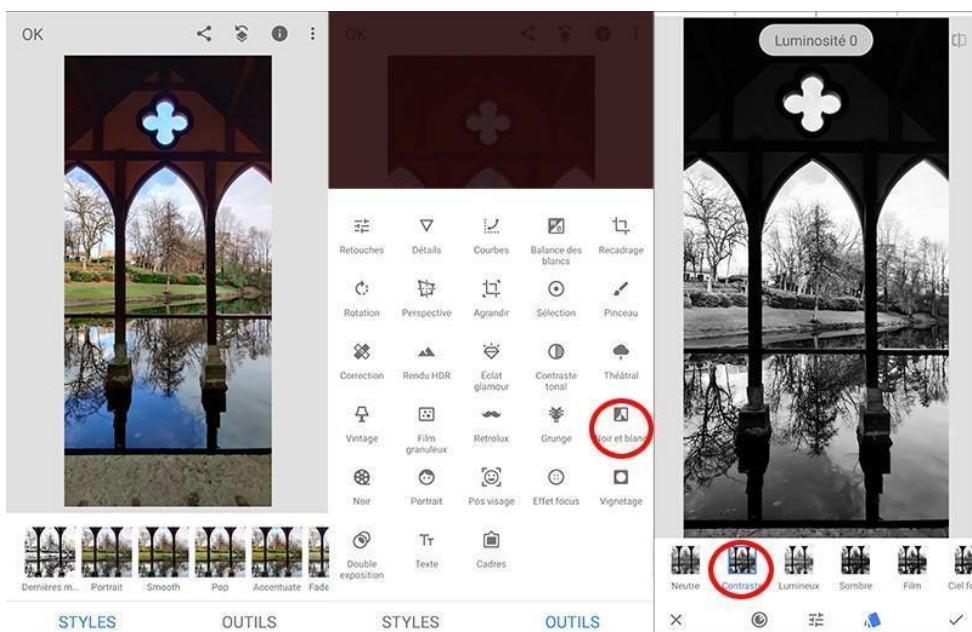 OK
Dernières m...
Portrait
Smooth
Pop
Accentuate
Fade
STYLES
OUTILS
OK
Retouches
Détails
Courbes
Balance des
blancs
Recadrage
Rotation
Perspective
Agrandir
Sélection
Pinceau
Correction
Rendu HDR
Éclat
glamour
Contraste
tonal
Théâtral
Vintage
Film
granuleux
Retrolux
Grunge
Noir et blanc
Noir
Portrait
Pos visage
Effet focus
Vignetage
Double
exposition
Texte
Cadres
STYLES
OUTILS
Luminosité 0
Neutre
Contraste
Lumineux
Sombre
Film
Ciel fo